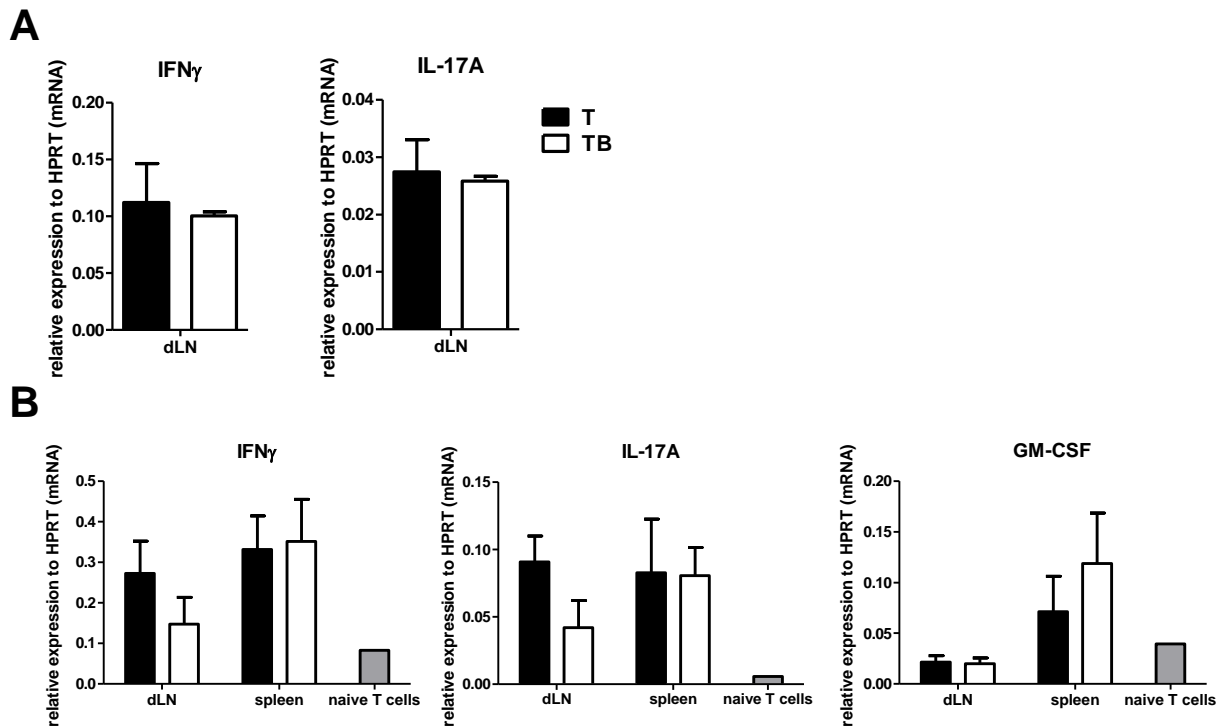 A
IFNγ
relative expression to HPRT (mRNA)
0.20
0.15
0.10
0.05
0.00
dLN
IL-17A
relative expression to HPRT (mRNA)
0.04
0.03
0.02
0.01
0.00
dLN
T
TB
B
IFNγ
relative expression to HPRT (mRNA)
0.5
0.4
0.3
0.2
0.1
0.0
dLN spleen naive T cells
IL-17A
relative expression to HPRT (mRNA)
0.15
0.10
0.05
0.00
dLN spleen naive T cells
GM-CSF
relative expression to HPRT (mRNA)
0.20
0.15
0.10
0.05
0.00
dLN spleen naive T cells